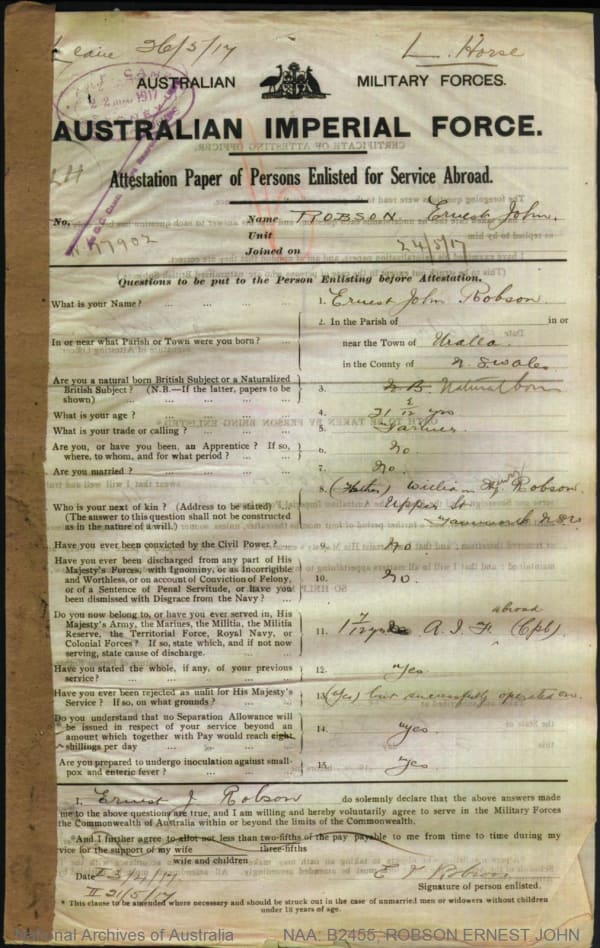 26/5/17 L. Horse
AUSTRALIAN MILITARY FORCES.
AUSTRALIAN IMPERIAL FORCE.
Attestation Paper of Persons Enlisted for Service Abroad.
No. Name ROBSON Ernest John.
Unit
Joined on 24/5/17
Questions to be put to the Person Enlisting before Attestation.
What is your Name? ... ... ... ... 1. Ernest John Robson.
2. In the Parish of in or
In or near what Parish or Town were you born? ... near the Town of Uralla.
in the County of N. S Wales
Are you a natural born British Subject or a Naturalized
British Subject? (N.B.—If the latter, papers to be
shown) ... ... ... ... 3. N B. Natural born
What is your age? ... ... ... ... 4. 21 yrs
What is your trade or calling? ... ... ... 5. Farmer
Are you, or have you been, an Apprentice? If so,
where, to whom, and for what period? ... ... 6. No
Are you married? ... ... ... ... 7. No.
8. (Father) William Hy Robson.
Who is your next of kin? (Address to be stated) ... Upper St
(The answer to this question shall not be construed
as in the nature of a will.) Tamworth N.S.W
Have you ever been convicted by the Civil Power? ... 9. No
Have you ever been discharged from any part of His
Majesty's Forces, with Ignominy, or as Incorrigible
and Worthless, or on account of Conviction of Felony,
or of a Sentence of Penal Servitude, or have you
been dismissed with Disgrace from the Navy? ... 10. No.
Do you now belong to, or have you ever served in, His
Majesty's Army, the Marines, the Militia, the Militia
Reserve, the Territorial Force, Royal Navy, or
Colonial Forces? If so, state which, and if not now
serving, state cause of discharge. 11. 1 7/12 yrs A. I. F. abroad (Cpl)
Have you stated the whole, if any, of your previous
service? ... ... ... ... 12. Yes
Have you ever been rejected as unfit for His Majesty's
Service? If so, on what grounds? ... ... 13. (Yes) but successfully operated on.
Do you understand that no Separation Allowance will
be issued in respect of your service beyond an
amount which together with Pay would reach eight
shillings per day ... ... ... 14. Yes.
Are you prepared to undergo inoculation against small-
pox and enteric fever? ... ... ... 15. Yes
I, Ernest J Robson do solemnly declare that the above answers made
me to the above questions are true, and I am willing and hereby voluntarily agree to serve in the Military Forces
the Commonwealth of Australia within or beyond the limits of the Commonwealth.
*And I further agree to allot not less than two-fifths of the pay payable to me from time to time during my
vice for the support of my wife three-fifths
wife and children
Date
II 21/5/17 E J Robson
Signature of person enlisted.
* This clause to be amended where necessary and should be struck out in the case of unmarried men or widowers without children
under 18 years of age.
National Archives of Australia NAA: B2455, ROBSON ERNEST JOHN